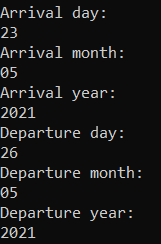 Arrival day:
23
Arrival month:
05
Arrival year:
2021
Departure day:
26
Departure month:
05
Departure year:
2021